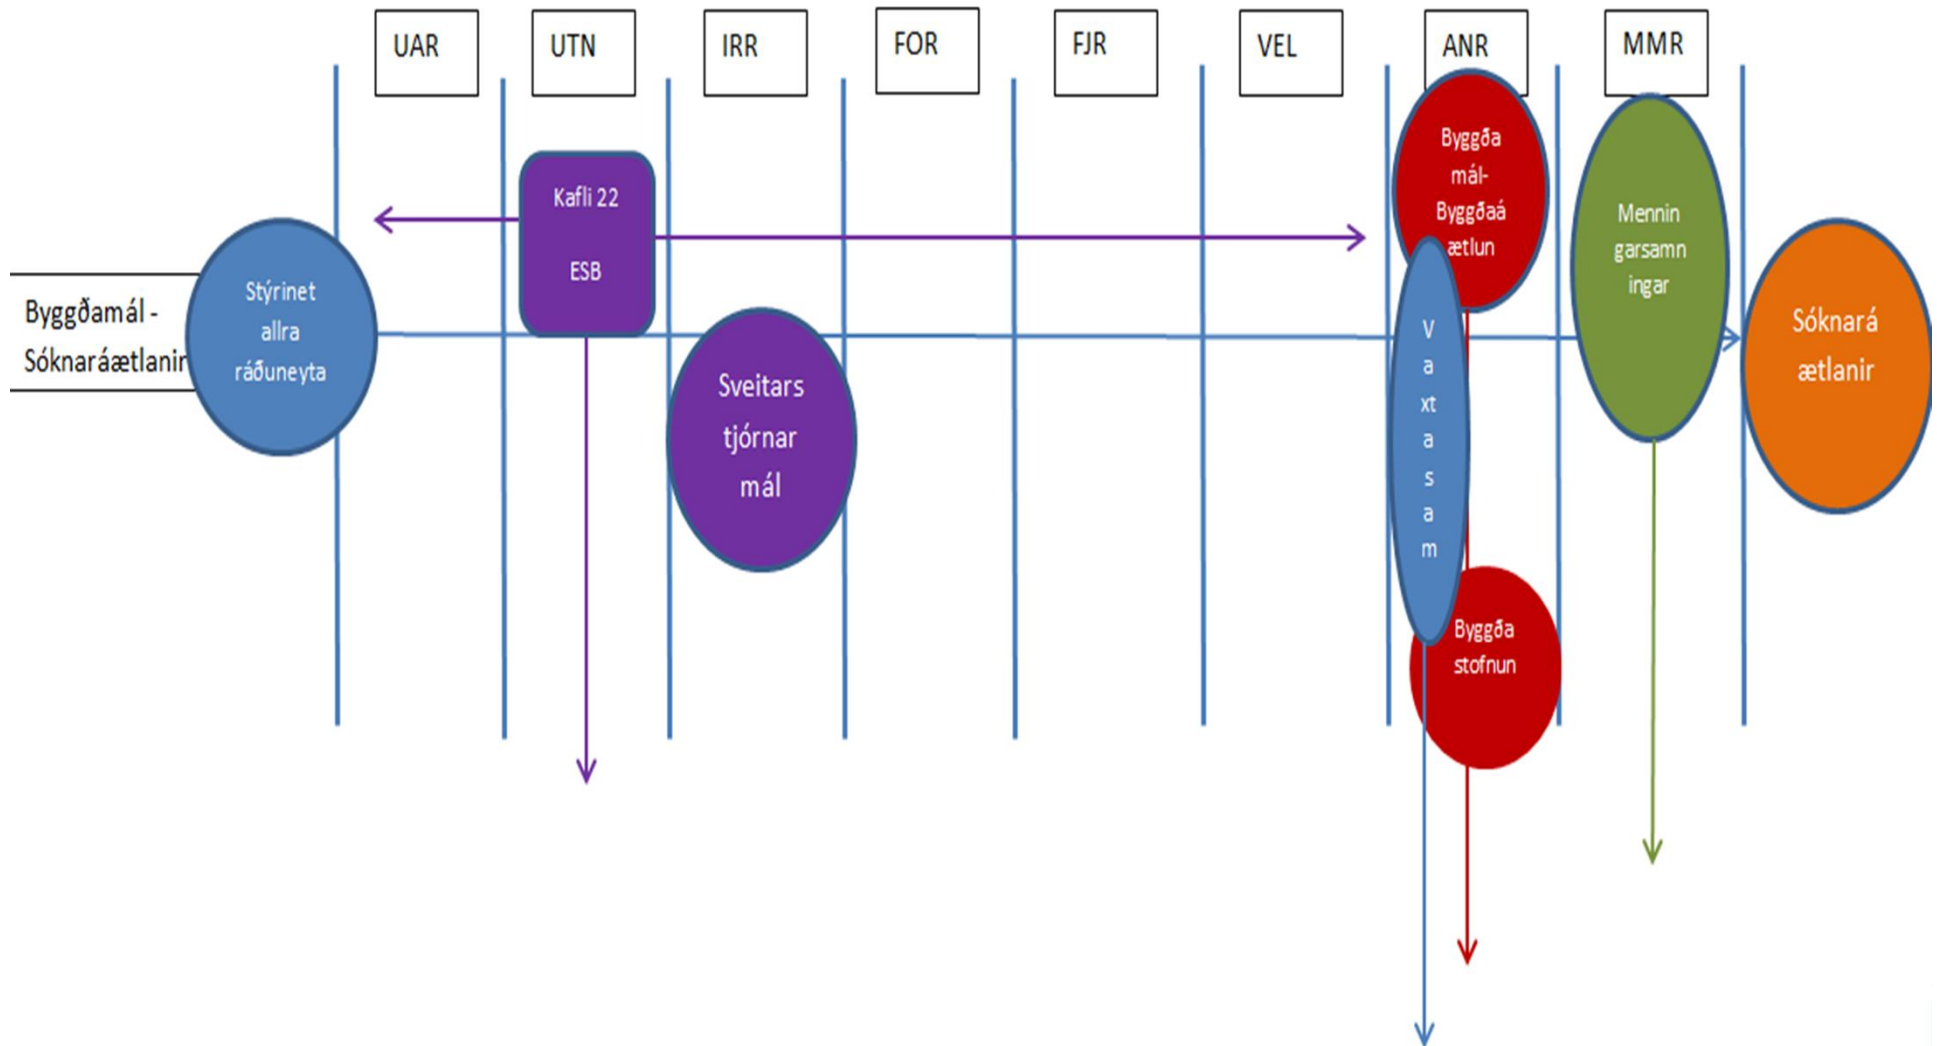 UAR
UTN
IRR
FOR
FJR
VEL
ANR
MMR
Byggðamál -
Sóknaráætlanir
Stýrinet
allra
ráðuneyta
Kafli 22
ESB
Sveitars
tjórnar
mál
Byggða
mál-
Byggðaá
ætlun
V
a
xt
a
s
a
m
Byggða
stofnun
Mennin
garsamn
ingar
Sóknará
ætlanir